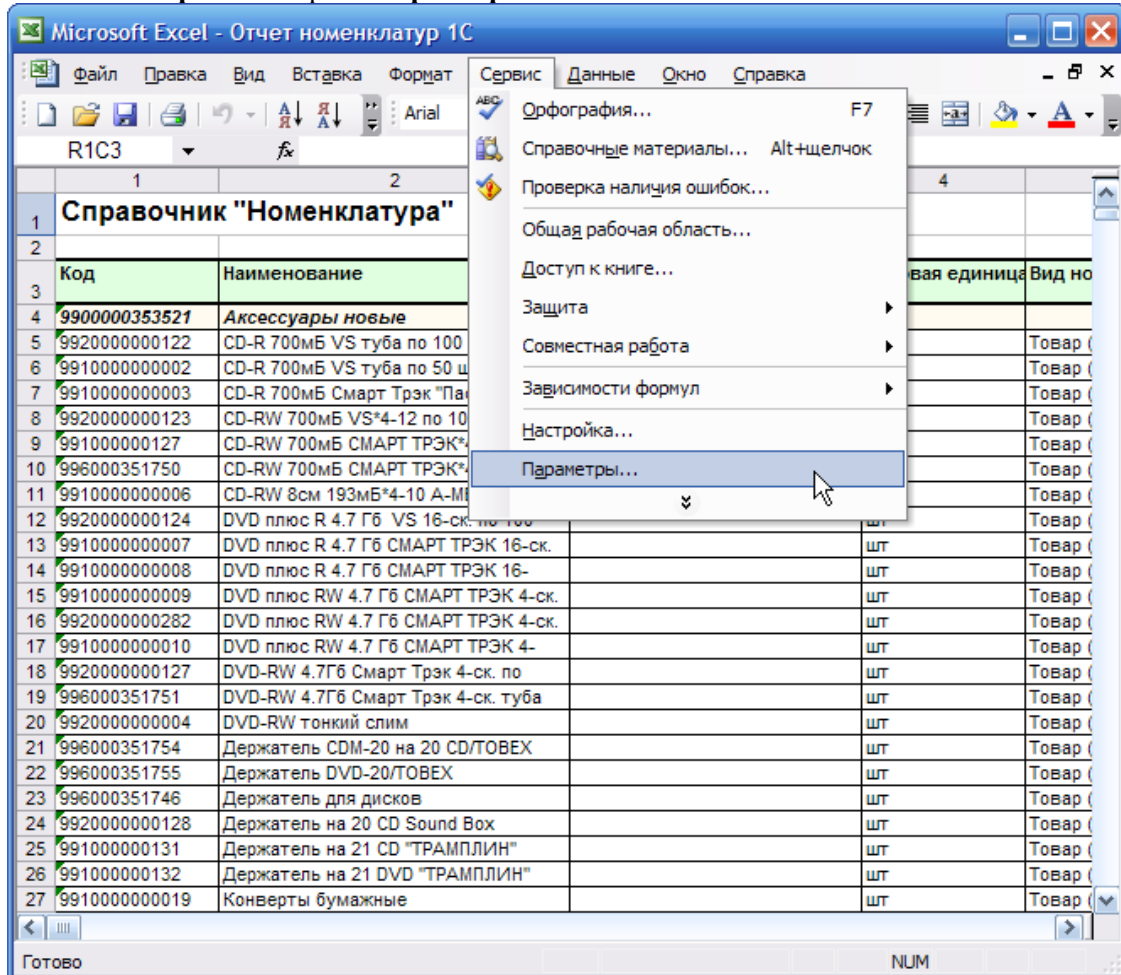 Microsoft Excel - Отчет номенклатур 1С
Файл Правка Вид Вставка Формат Сервис Данные Окно Справка
Arial
R1C3 fx
Орфография... F7
Справочные материалы... Alt+щелчок
Проверка наличия ошибок...
Общая рабочая область...
Доступ к книге...
Защита
Совместная работа
Зависимости формул
Настройка...
Параметры...
1 2 4
1 Справочник "Номенклатура"
2
3 Код Наименование вая единица Вид но
4 9900000353521 Аксессуары новые
5 9920000000122 CD-R 700мБ VS туба по 100 Товар (
6 9910000000002 CD-R 700мБ VS туба по 50 ш Товар (
7 9910000000003 CD-R 700мБ Смарт Трэк "Па Товар (
8 9920000000123 CD-RW 700мБ VS*4-12 по 10 Товар (
9 991000000127 CD-RW 700мБ СМАРТ ТРЭК* Товар (
10 996000351750 CD-RW 700мБ СМАРТ ТРЭК* Товар (
11 9910000000006 CD-RW 8см 193мБ*4-10 A-M Товар (
12 9920000000124 DVD плюс R 4.7 Гб VS 16-ск. по 100 шт Товар (
13 9910000000007 DVD плюс R 4.7 Гб СМАРТ ТРЭК 16-ск. шт Товар (
14 9910000000008 DVD плюс R 4.7 Гб СМАРТ ТРЭК 16- шт Товар (
15 9910000000009 DVD плюс RW 4.7 Гб СМАРТ ТРЭК 4-ск. шт Товар (
16 9920000000282 DVD плюс RW 4.7 Гб СМАРТ ТРЭК 4-ск. шт Товар (
17 9910000000010 DVD плюс RW 4.7 Гб СМАРТ ТРЭК 4- шт Товар (
18 9920000000127 DVD-RW 4.7Гб Смарт Трэк 4-ск. по шт Товар (
19 996000351751 DVD-RW 4.7Гб Смарт Трэк 4-ск. туба шт Товар (
20 9920000000004 DVD-RW тонкий слим шт Товар (
21 996000351754 Держатель CDM-20 на 20 CD/TOBEX шт Товар (
22 996000351755 Держатель DVD-20/TOBEX шт Товар (
23 996000351746 Держатель для дисков шт Товар (
24 9920000000128 Держатель на 20 CD Sound Box шт Товар (
25 991000000131 Держатель на 21 CD "ТРАМПЛИН" шт Товар (
26 991000000132 Держатель на 21 DVD "ТРАМПЛИН" шт Товар (
27 9910000000019 Конверты бумажные шт Товар (
Готово NUM